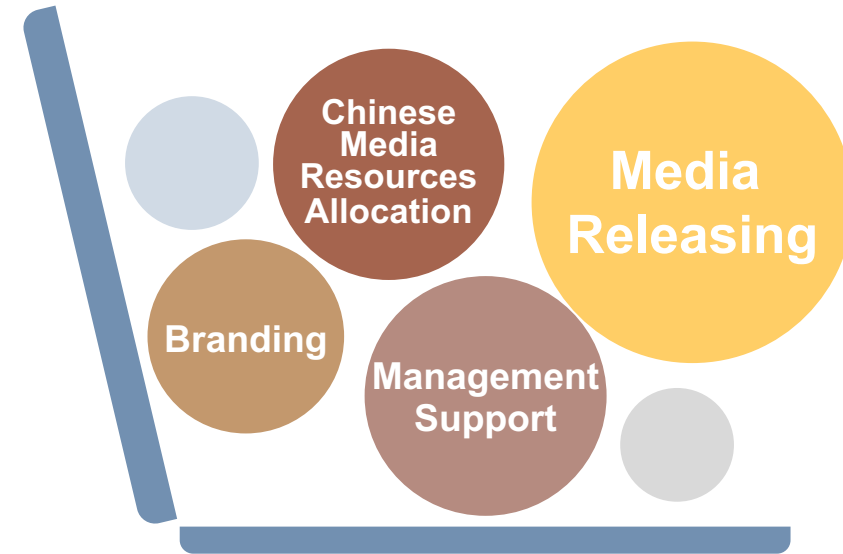 Chinese
Media
Resources
Allocation
Media
Releasing
Branding
Management
Support